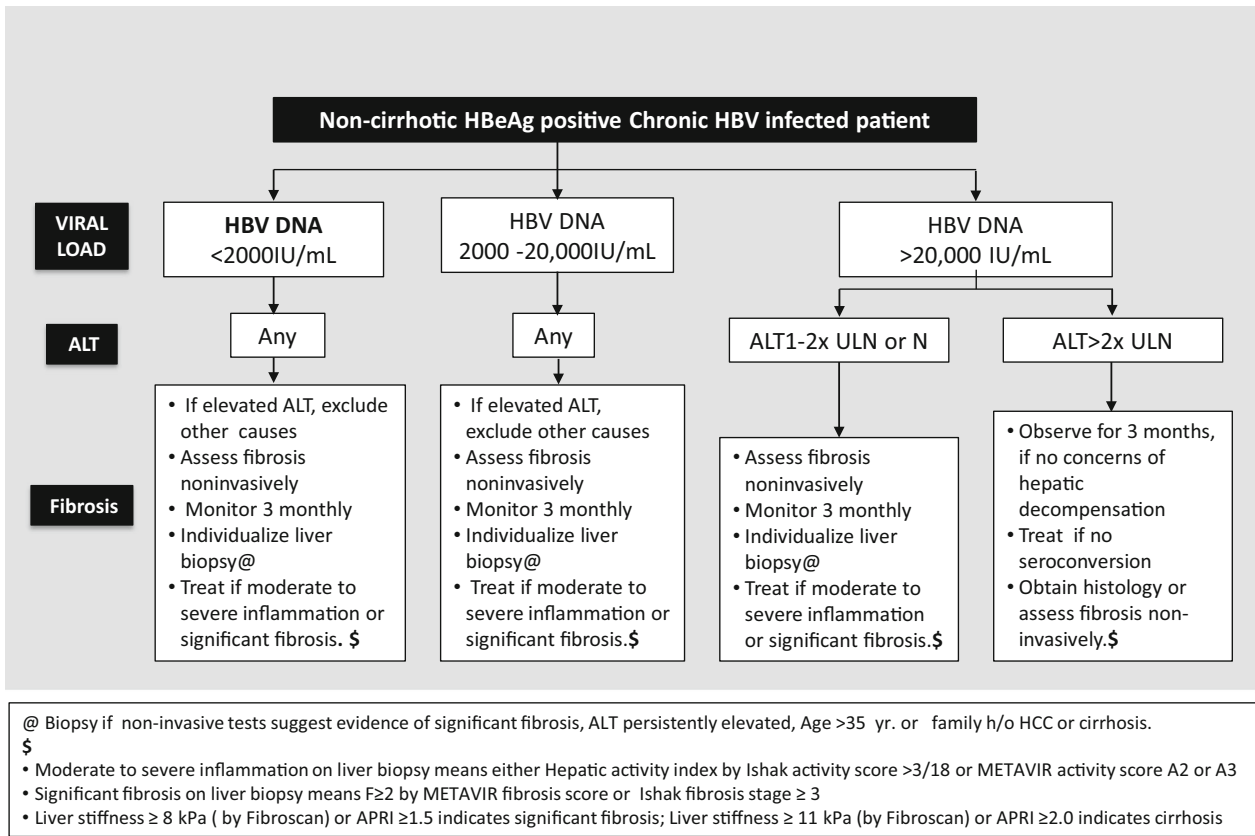 Non-cirrhotic HBeAg positive Chronic HBV infected patient
VIRAL
LOAD
HBV DNA
<2000IU/mL
HBV DNA
2000 -20,000IU/mL
HBV DNA
>20,000 IU/mL
ALT
Any
Any
ALT1-2x ULN or N
ALT>2x ULN
Fibrosis
• If elevated ALT, exclude
other causes
• Assess fibrosis
noninvasively
• Monitor 3 monthly
• Individualize liver
biopsy@
• Treat if moderate to
severe inflammation or
significant fibrosis. $
• If elevated ALT,
exclude other causes
• Assess fibrosis
noninvasively
• Monitor 3 monthly
• Individualize liver
biopsy@
• Treat if moderate to
severe inflammation or
significant fibrosis.$
• Assess fibrosis
noninvasively
• Monitor 3 monthly
• Individualize liver
biopsy@
• Treat if moderate to
severe inflammation
or significant fibrosis.$
• Observe for 3 months,
if no concerns of
hepatic
decompensation
• Treat if no
seroconversion
• Obtain histology or
assess fibrosis non-
invasively.$
@ Biopsy if non-invasive tests suggest evidence of significant fibrosis, ALT persistently elevated, Age >35 yr. or family h/o HCC or cirrhosis.
$
• Moderate to severe inflammation on liver biopsy means either Hepatic activity index by Ishak activity score >3/18 or METAVIR activity score A2 or A3
• Significant fibrosis on liver biopsy means F≥2 by METAVIR fibrosis score or Ishak fibrosis stage ≥ 3
• Liver stiffness ≥ 8 kPa ( by Fibroscan) or APRI ≥1.5 indicates significant fibrosis; Liver stiffness ≥ 11 kPa (by Fibroscan) or APRI ≥2.0 indicates cirrhosis